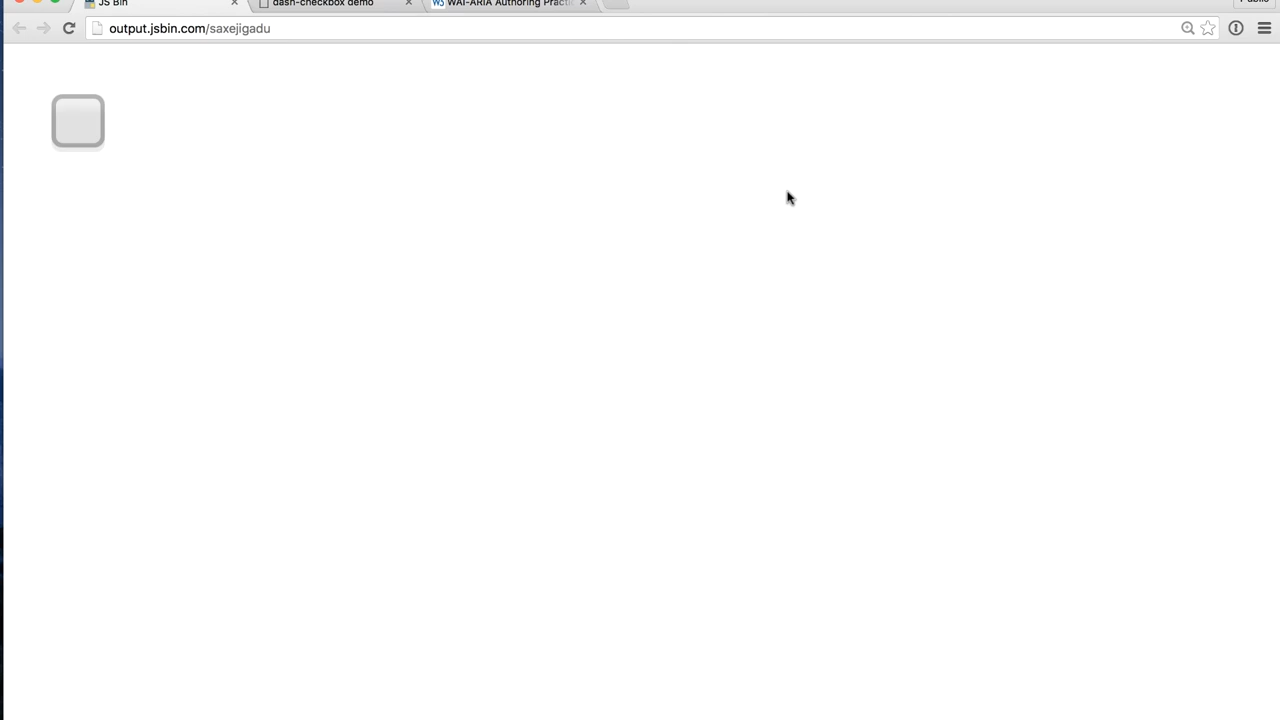 JS Bin
dash-checkbox demo
WAI-ARIA Authoring Practi
output.jsbin.com/saxejigadu